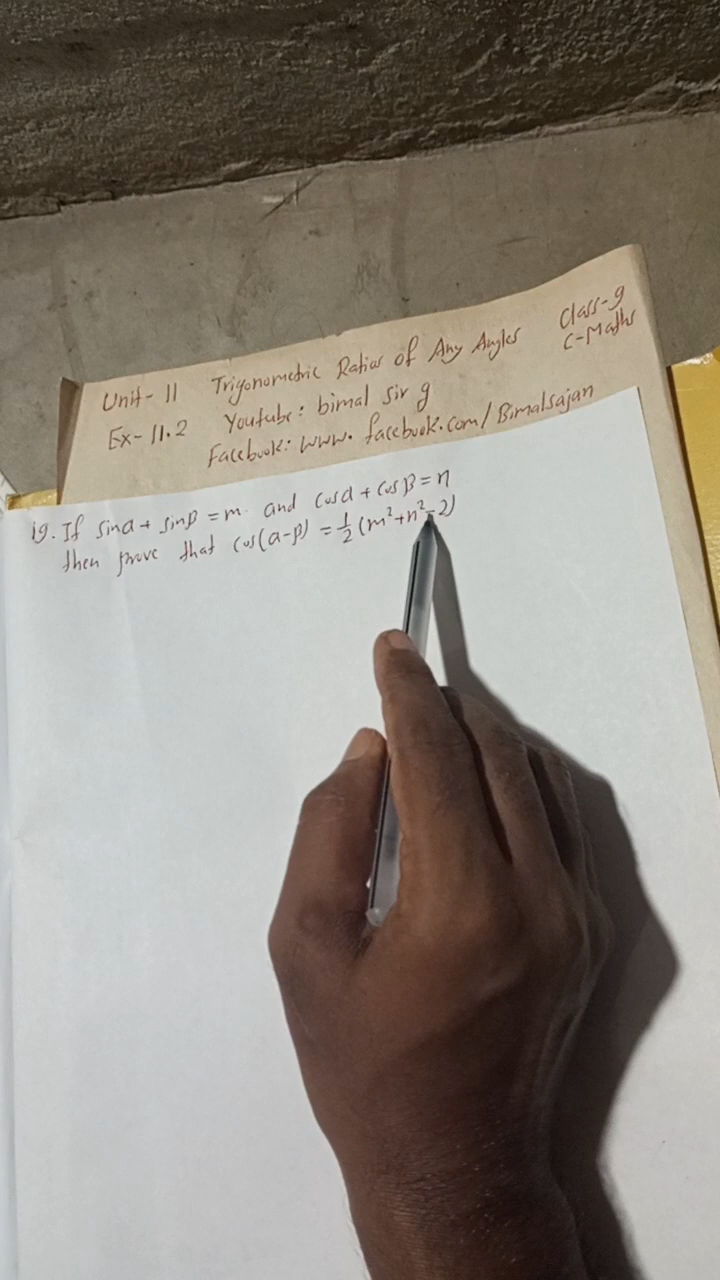 Unit-11 Trigonometric Ratios of Any Angles Class-9
Ex-11.2 Youtube: bimal sir g C-Maths
Facebook: www.facebook.com/Bimalsajan
19. If sinα + sinβ = m and cosα + cosβ = n
then prove that cos(α-β) = 1/2 (m²+n²-2)